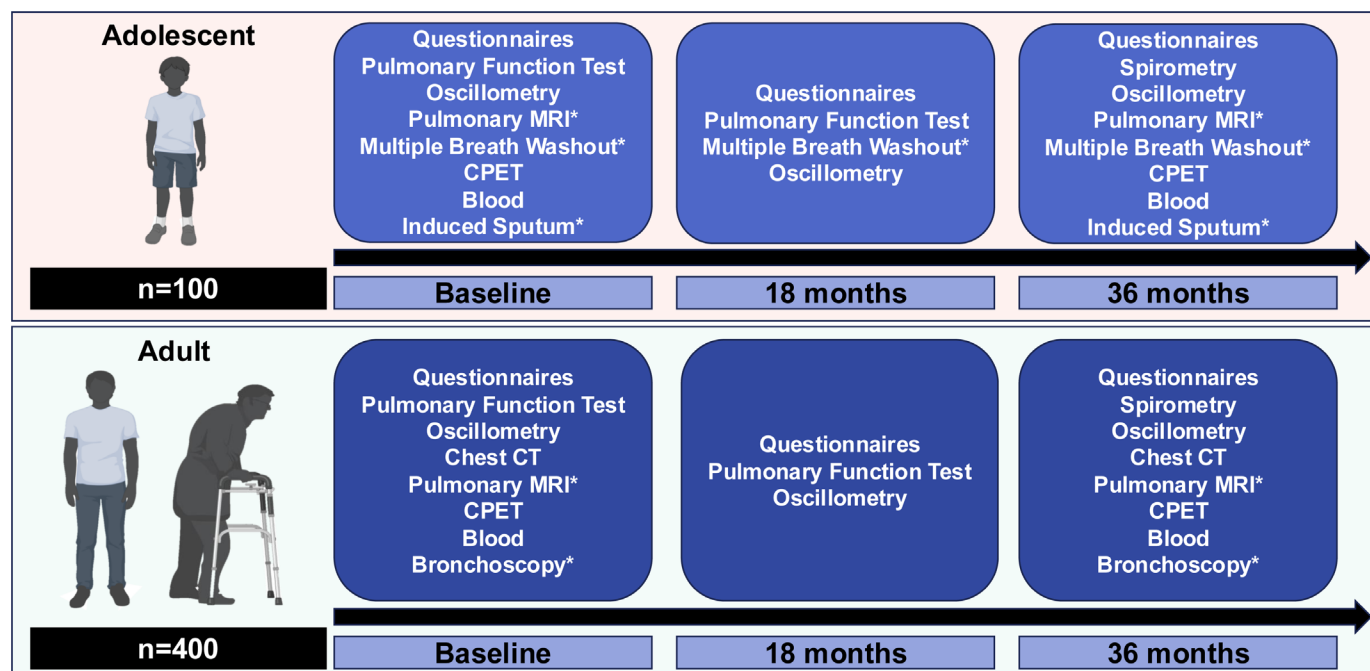 Adolescent
n=100
Questionnaires
Pulmonary Function Test
Oscillometry
Pulmonary MRI*
Multiple Breath Washout*
CPET
Blood
Induced Sputum*
Baseline
Questionnaires
Pulmonary Function Test
Multiple Breath Washout*
Oscillometry
18 months
Questionnaires
Spirometry
Oscillometry
Pulmonary MRI*
Multiple Breath Washout*
CPET
Blood
Induced Sputum*
36 months
Adult
n=400
Questionnaires
Pulmonary Function Test
Oscillometry
Chest CT
Pulmonary MRI*
CPET
Blood
Bronchoscopy*
Baseline
Questionnaires
Pulmonary Function Test
Oscillometry
18 months
Questionnaires
Spirometry
Oscillometry
Chest CT
Pulmonary MRI*
CPET
Blood
Bronchoscopy*
36 months